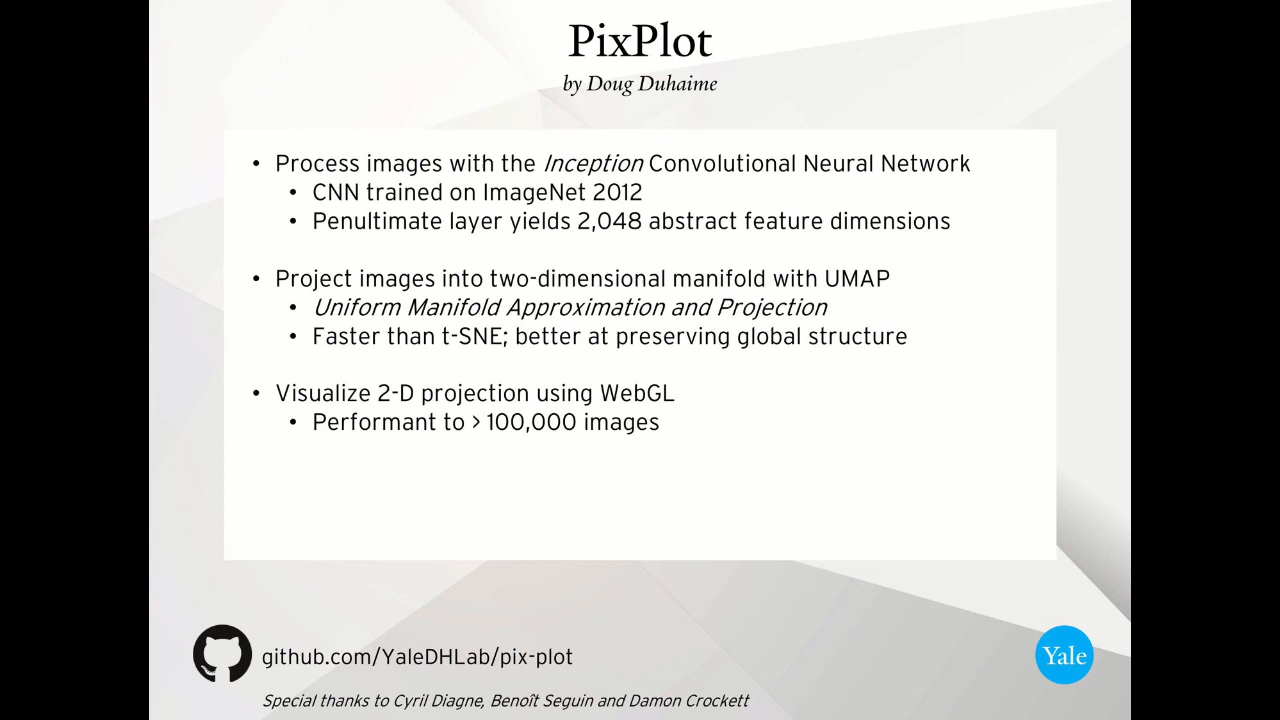 PixPlot
by Doug Duhaime
• Process images with the Inception Convolutional Neural Network
• CNN trained on ImageNet 2012
• Penultimate layer yields 2,048 abstract feature dimensions
• Project images into two-dimensional manifold with UMAP
• Uniform Manifold Approximation and Projection
• Faster than t-SNE; better at preserving global structure
• Visualize 2-D projection using WebGL
• Performant to > 100,000 images
github.com/YaleDHLab/pix-plot
Yale
Special thanks to Cyril Diagne, Benoît Seguin and Damon Crockett